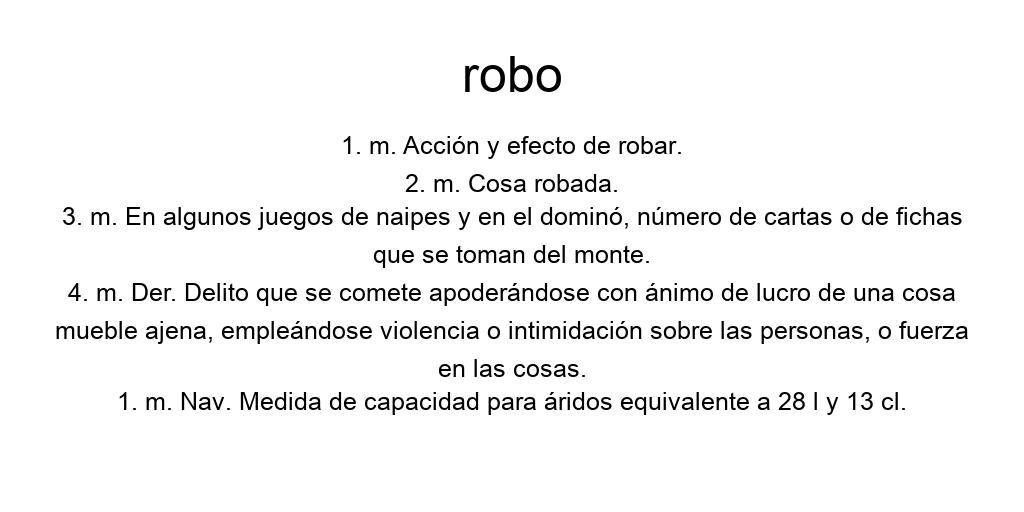 robo
1. m. Acción y efecto de robar.
2. m. Cosa robada.
3. m. En algunos juegos de naipes y en el dominó, número de cartas o de fichas
que se toman del monte.
4. m. Der. Delito que se comete apoderándose con ánimo de lucro de una cosa
mueble ajena, empleándose violencia o intimidación sobre las personas, o fuerza
en las cosas.
1. m. Nav. Medida de capacidad para áridos equivalente a 28 l y 13 cl.